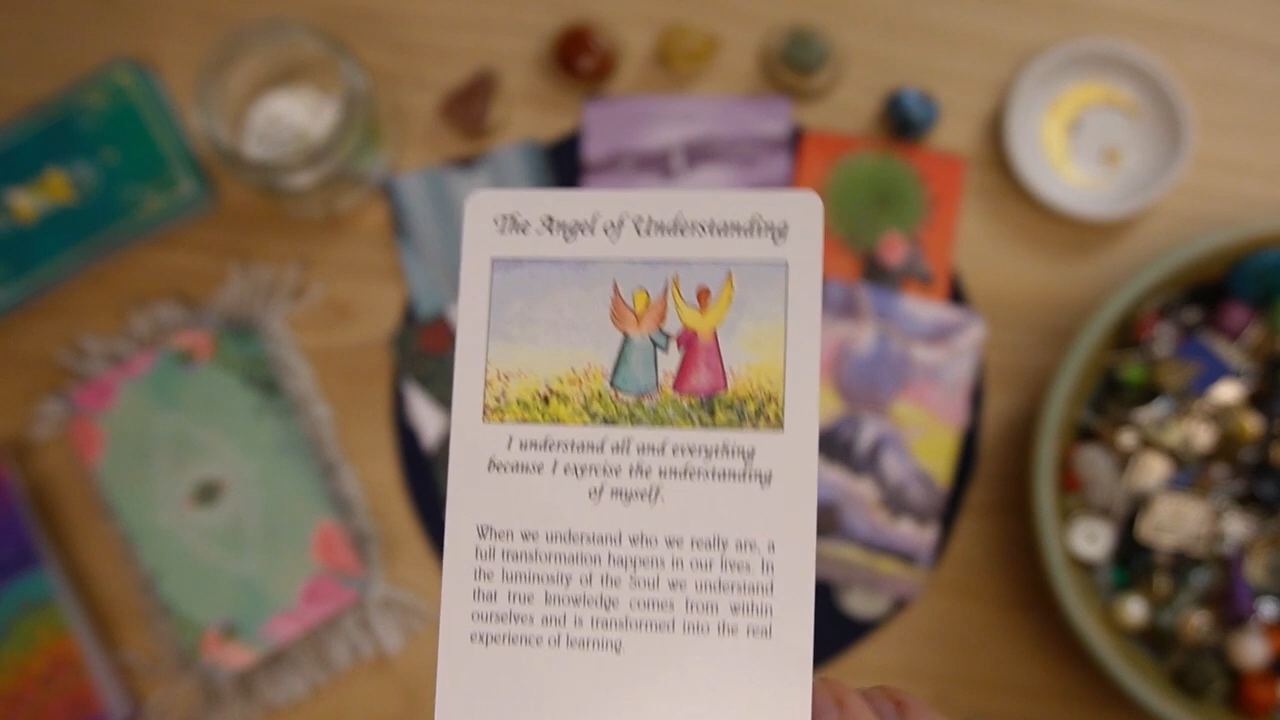 The Angel of Understanding
I understand all and everything
because I exercise the understanding
of myself.
When we understand who we really are, a
full transformation happens in our lives. In
the luminosity of the Soul we understand
that true knowledge comes from within
ourselves and is transformed into the real
experience of learning.